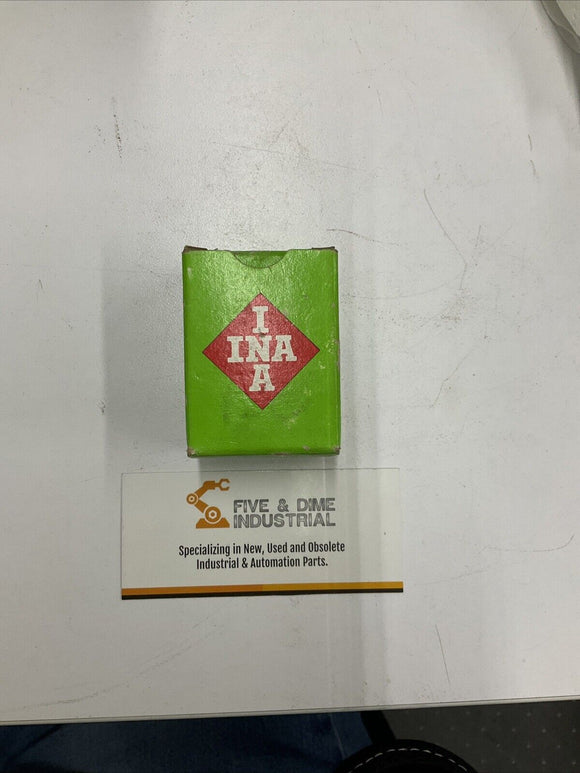 I
INA
A
FIVE & DIME
INDUSTRIAL
Specializing in New, Used and Obsolete
Industrial & Automation Parts.